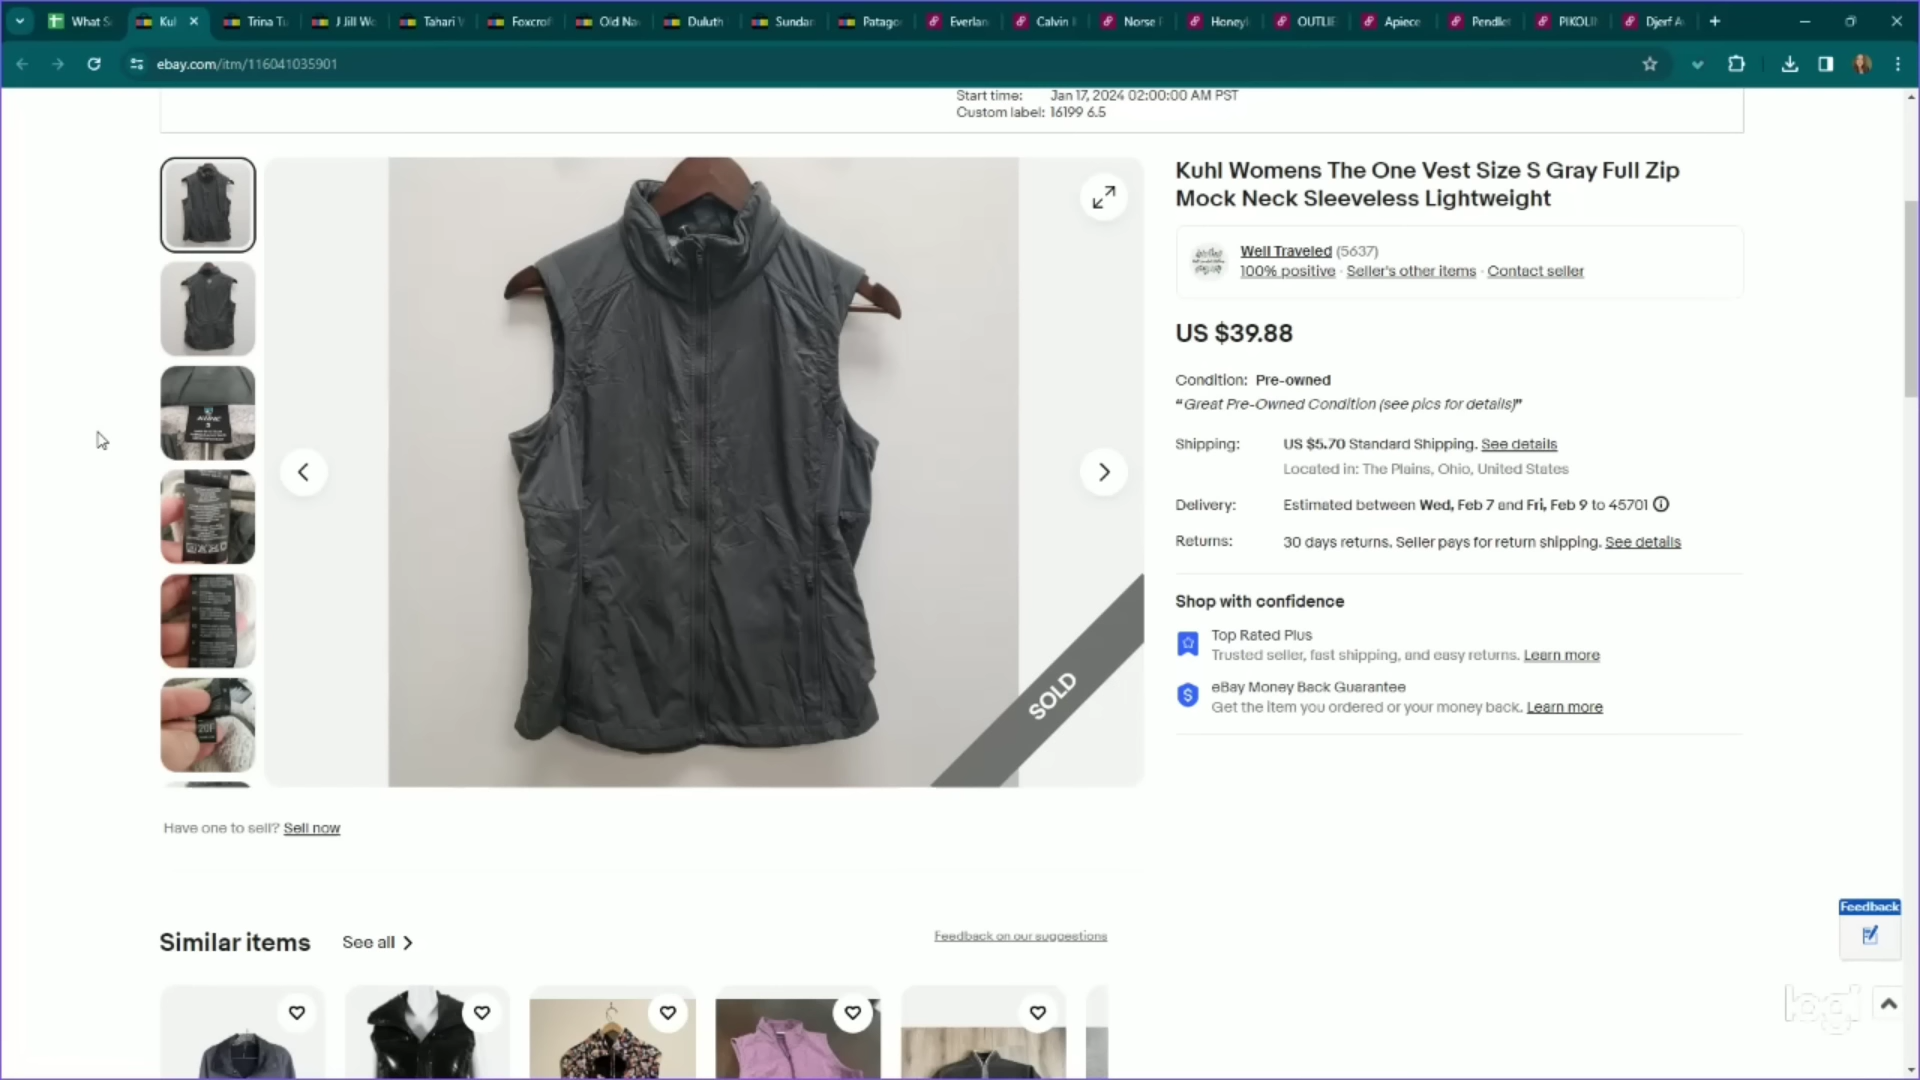 What S
Kul
Trina Tu
J Jill Wo
Tahari
Foxcrof
Old Na
Duluth
Sundan
Patago
Everlan
Calvin
Norse
Honeyl
OUTLIE
Apiece
Pendle
PIKOLI
Djerf A
ebay.com/itm/116041035901
Start time: Jan 17, 2024 02:00:00 AM PST
Custom label: 16199 6.5
Kuhl Womens The One Vest Size S Gray Full Zip
Mock Neck Sleeveless Lightweight
Well Traveled (5637)
100% positive · Seller's other items · Contact seller
US $39.88
Condition: Pre-owned
“Great Pre-Owned Condition (see pics for details)”
Shipping: US $5.70 Standard Shipping. See details
Located in: The Plains, Ohio, United States
Delivery: Estimated between Wed, Feb 7 and Fri, Feb 9 to 45701
Returns: 30 days returns. Seller pays for return shipping. See details
Shop with confidence
Top Rated Plus
Trusted seller, fast shipping, and easy returns. Learn more
eBay Money Back Guarantee
Get the item you ordered or your money back. Learn more
SOLD
Have one to sell? Sell now
Similar items See all
Feedback on our suggestions
Feedback